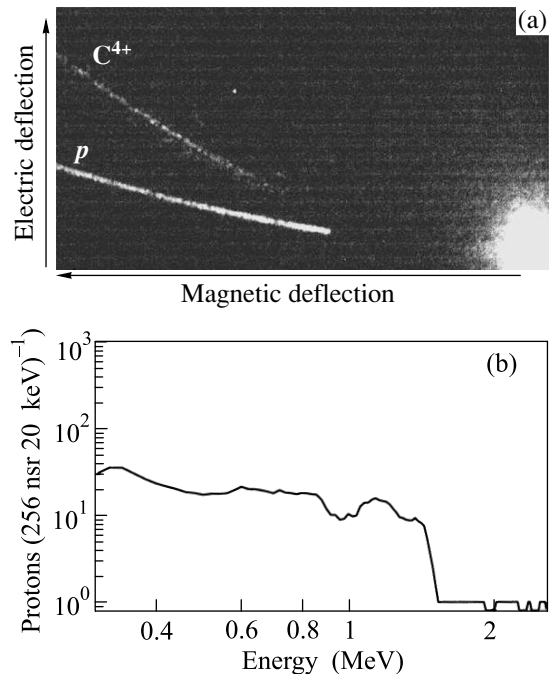 (a)
C⁴⁺
p
Electric deflection
Magnetic deflection
(b)
Protons (256 nsr 20 keV)⁻¹
10³
10²
10¹
10⁰
0.4 0.6 0.8 1 2
Energy (MeV)